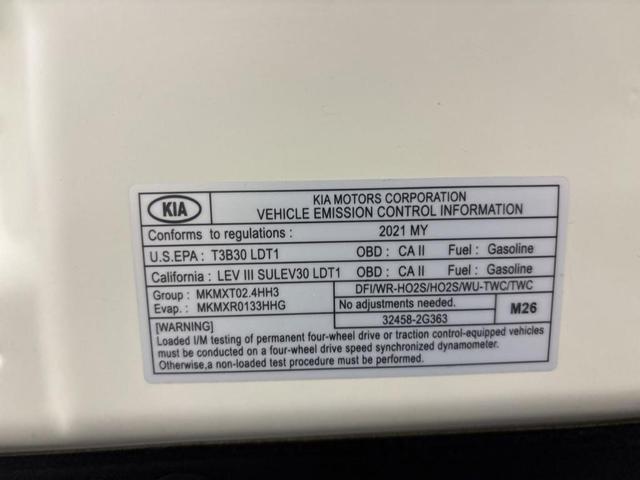 KIA
KIA MOTORS CORPORATION
VEHICLE EMISSION CONTROL INFORMATION
Conforms to regulations : 2021 MY
U.S.EPA : T3B30 LDT1 OBD : CA II Fuel : Gasoline
California : LEV III SULEV30 LDT1 OBD : CA II Fuel : Gasoline
Group : MKMXT02.4HH3
Evap. : MKMXR0133HHG
DFI/WR-HO2S/HO2S/WU-TWC/TWC
No adjustments needed.
32458-2G363
M26
[WARNING]
Loaded I/M testing of permanent four-wheel drive or traction control-equipped vehicles
must be conducted on a four-wheel drive speed synchronized dynamometer.
Otherwise,a non-loaded test procedure must be performed.